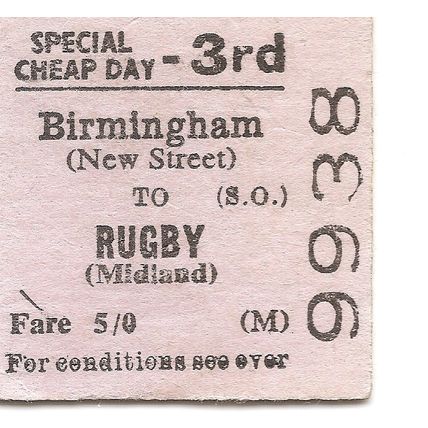 SPECIAL
CHEAP DAY - 3rd
Birmingham
(New Street)
TO (S.O.)
RUGBY
(Midland)
Fare 5/0 (M)
For conditions see over
9938